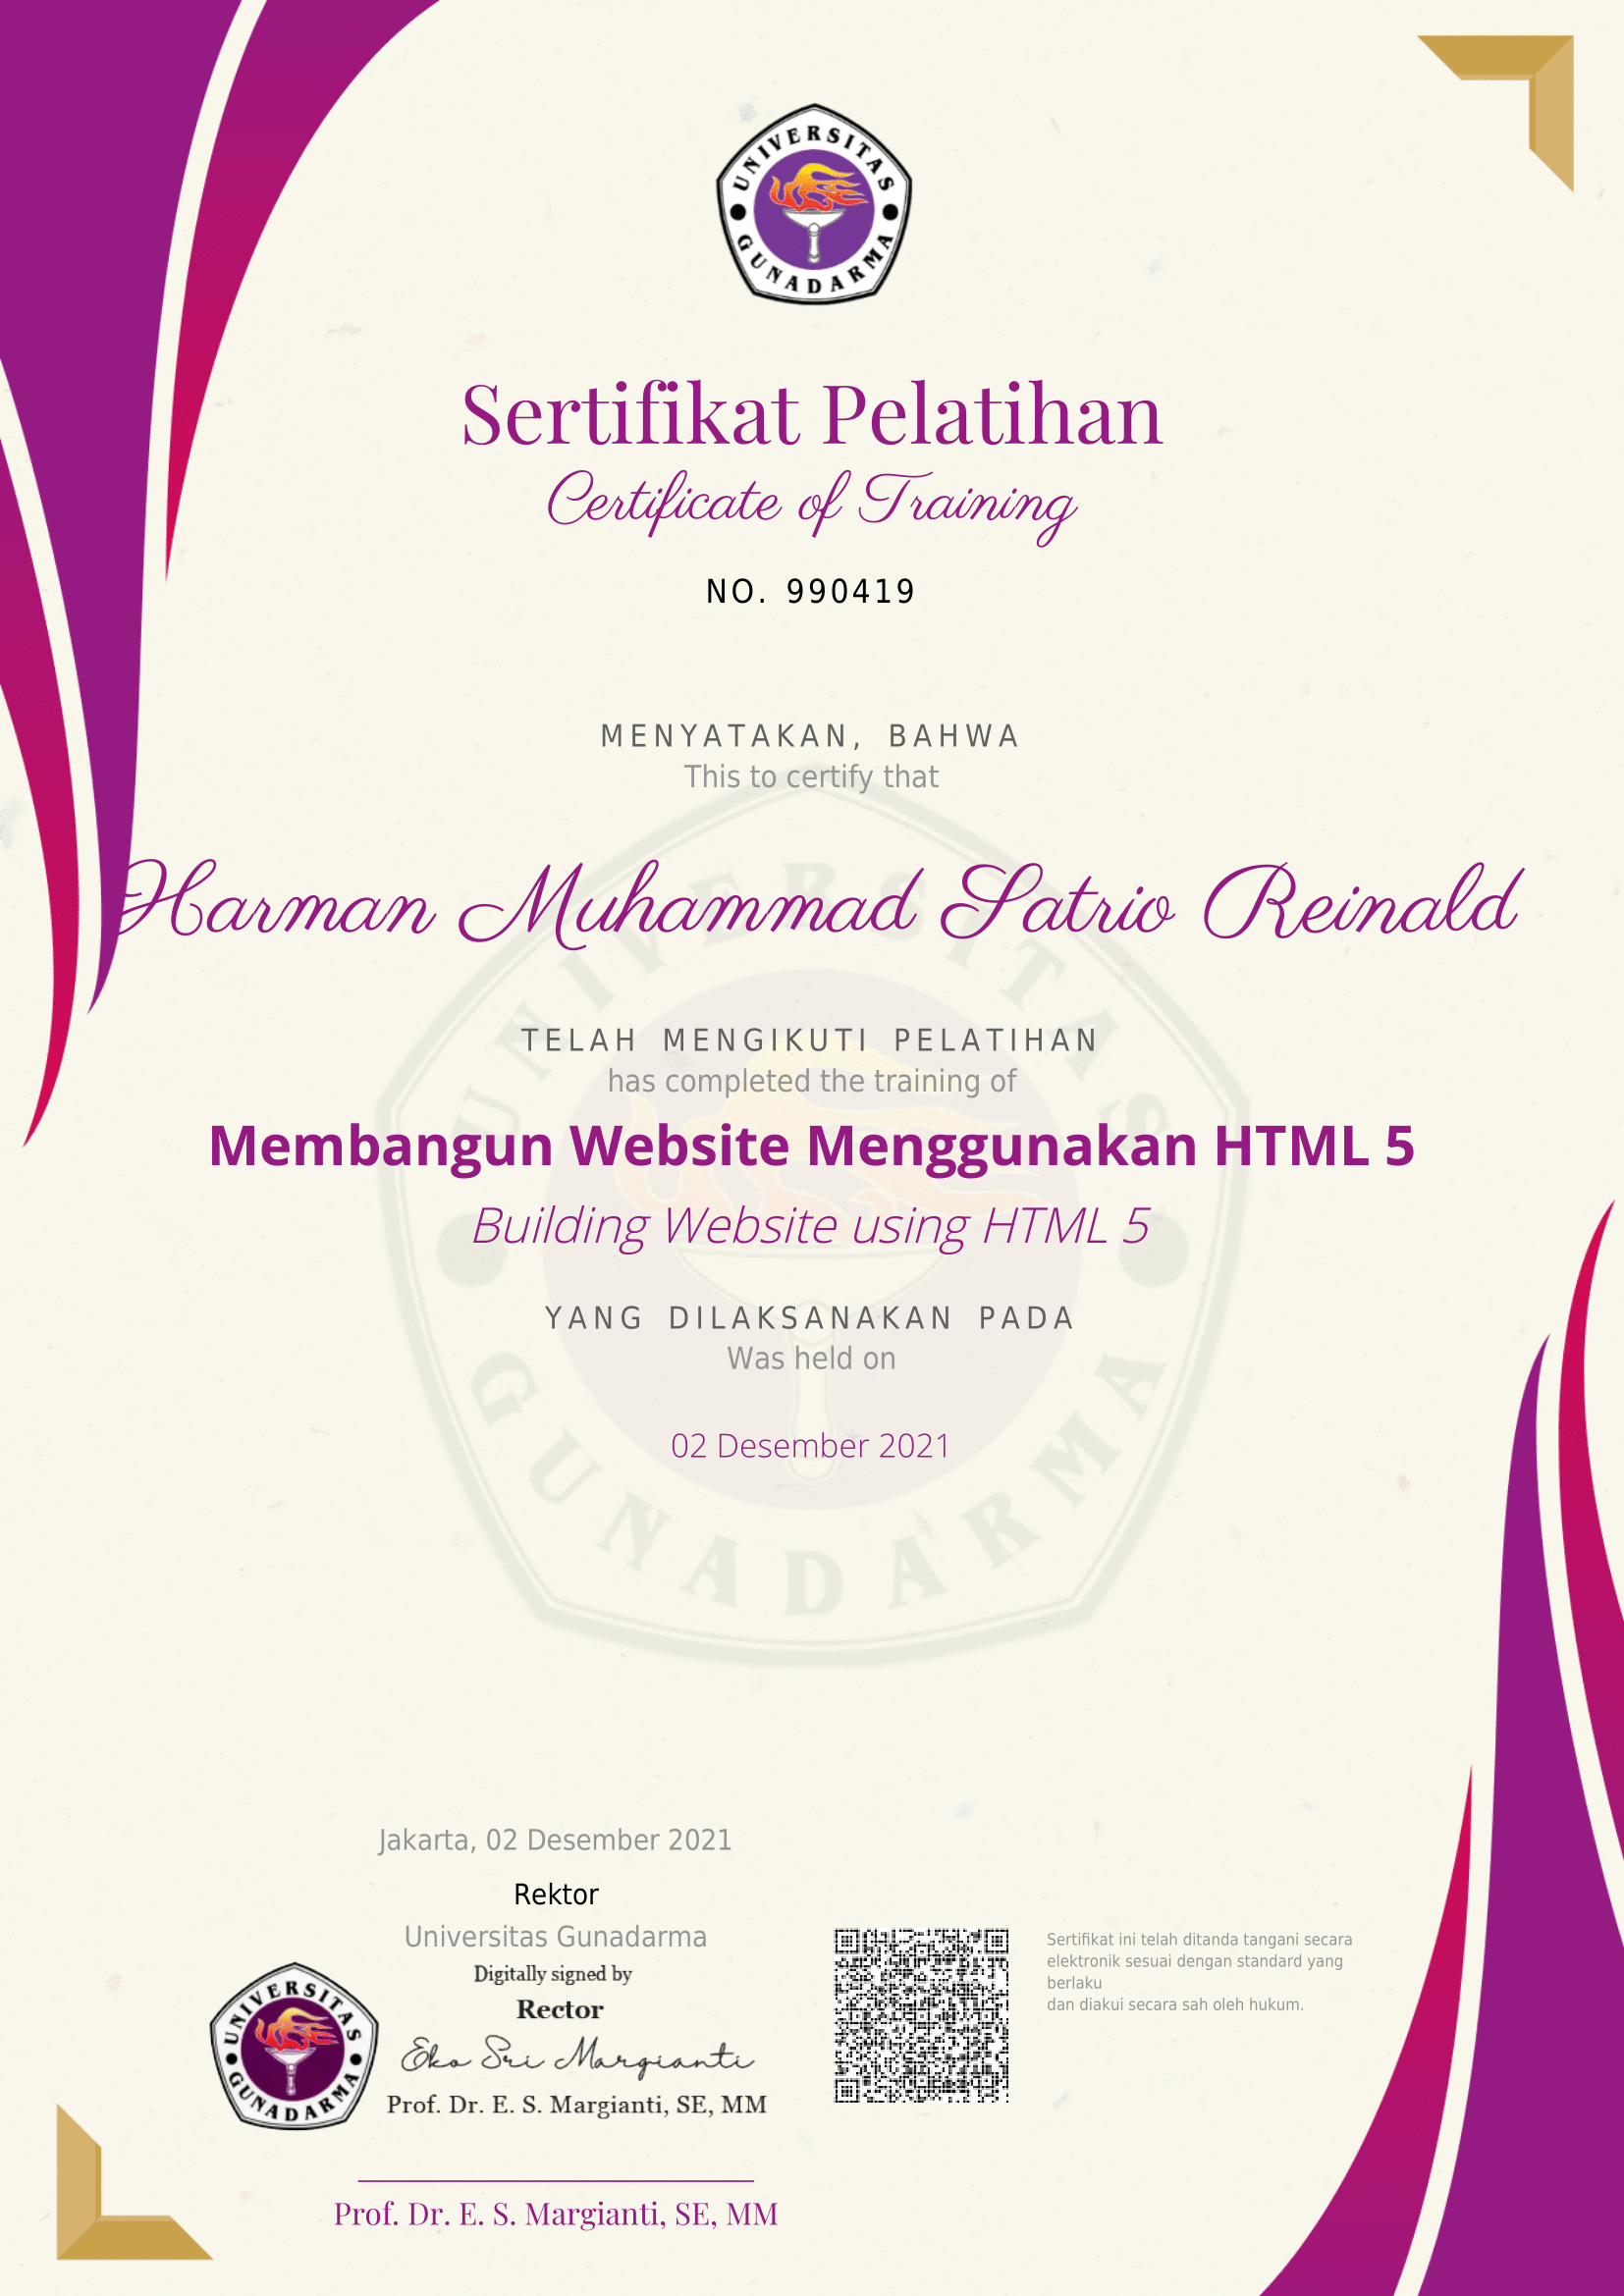 UNIVERSITAS
GUNADARMA
Sertifikat Pelatihan
Certificate of Training
NO. 990419
MENYATAKAN, BAHWA
This to certify that
Harman Muhammad Satrio Reinald
TELAH MENGIKUTI PELATIHAN
has completed the training of
Membangun Website Menggunakan HTML 5
Building Website using HTML 5
YANG DILAKSANAKAN PADA
Was held on
02 Desember 2021
UNIVERSITAS
GUNADARMA
Jakarta, 02 Desember 2021
Rektor
Universitas Gunadarma
Digitally signed by
Rector
Eko Sri Margianti
Prof. Dr. E. S. Margianti, SE, MM
UNIVERSITAS
GUNADARMA
Prof. Dr. E. S. Margianti, SE, MM
Sertifikat ini telah ditanda tangani secara
elektronik sesuai dengan standard yang
berlaku
dan diakui secara sah oleh hukum.